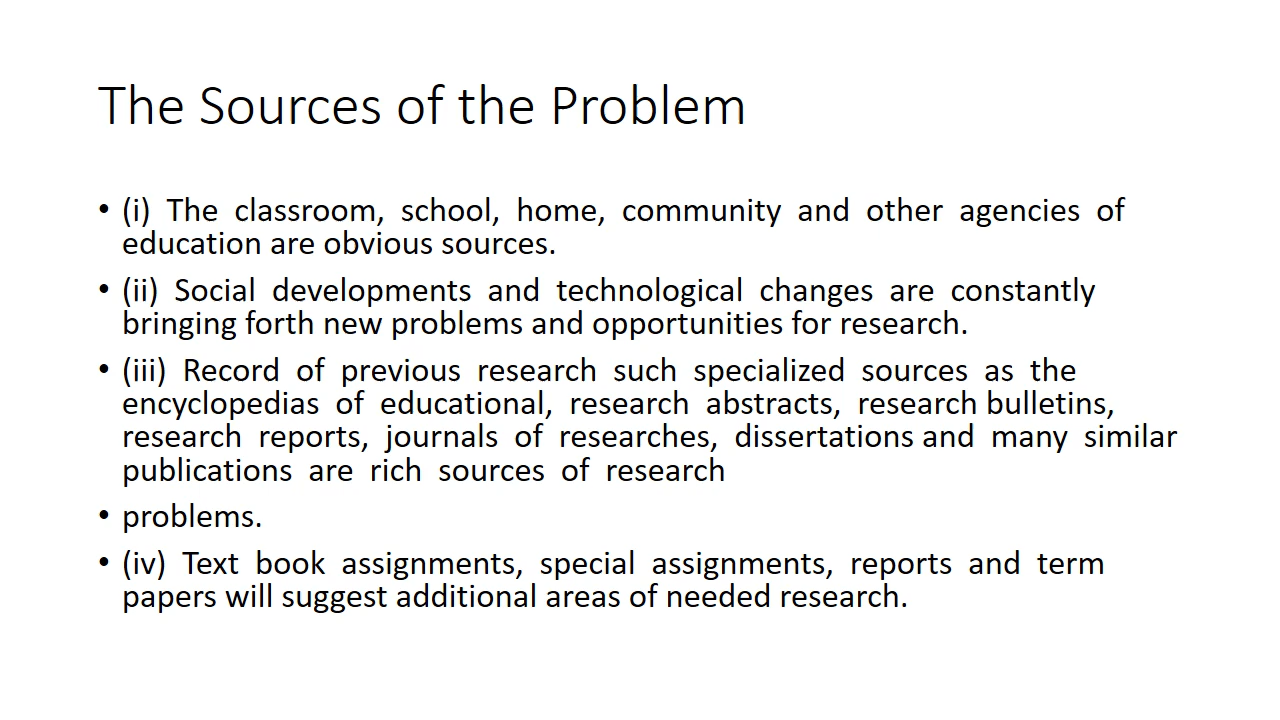 The Sources of the Problem
• (i) The classroom, school, home, community and other agencies of
education are obvious sources.
• (ii) Social developments and technological changes are constantly
bringing forth new problems and opportunities for research.
• (iii) Record of previous research such specialized sources as the
encyclopedias of educational, research abstracts, research bulletins,
research reports, journals of researches, dissertations and many similar
publications are rich sources of research
• problems.
• (iv) Text book assignments, special assignments, reports and term
papers will suggest additional areas of needed research.